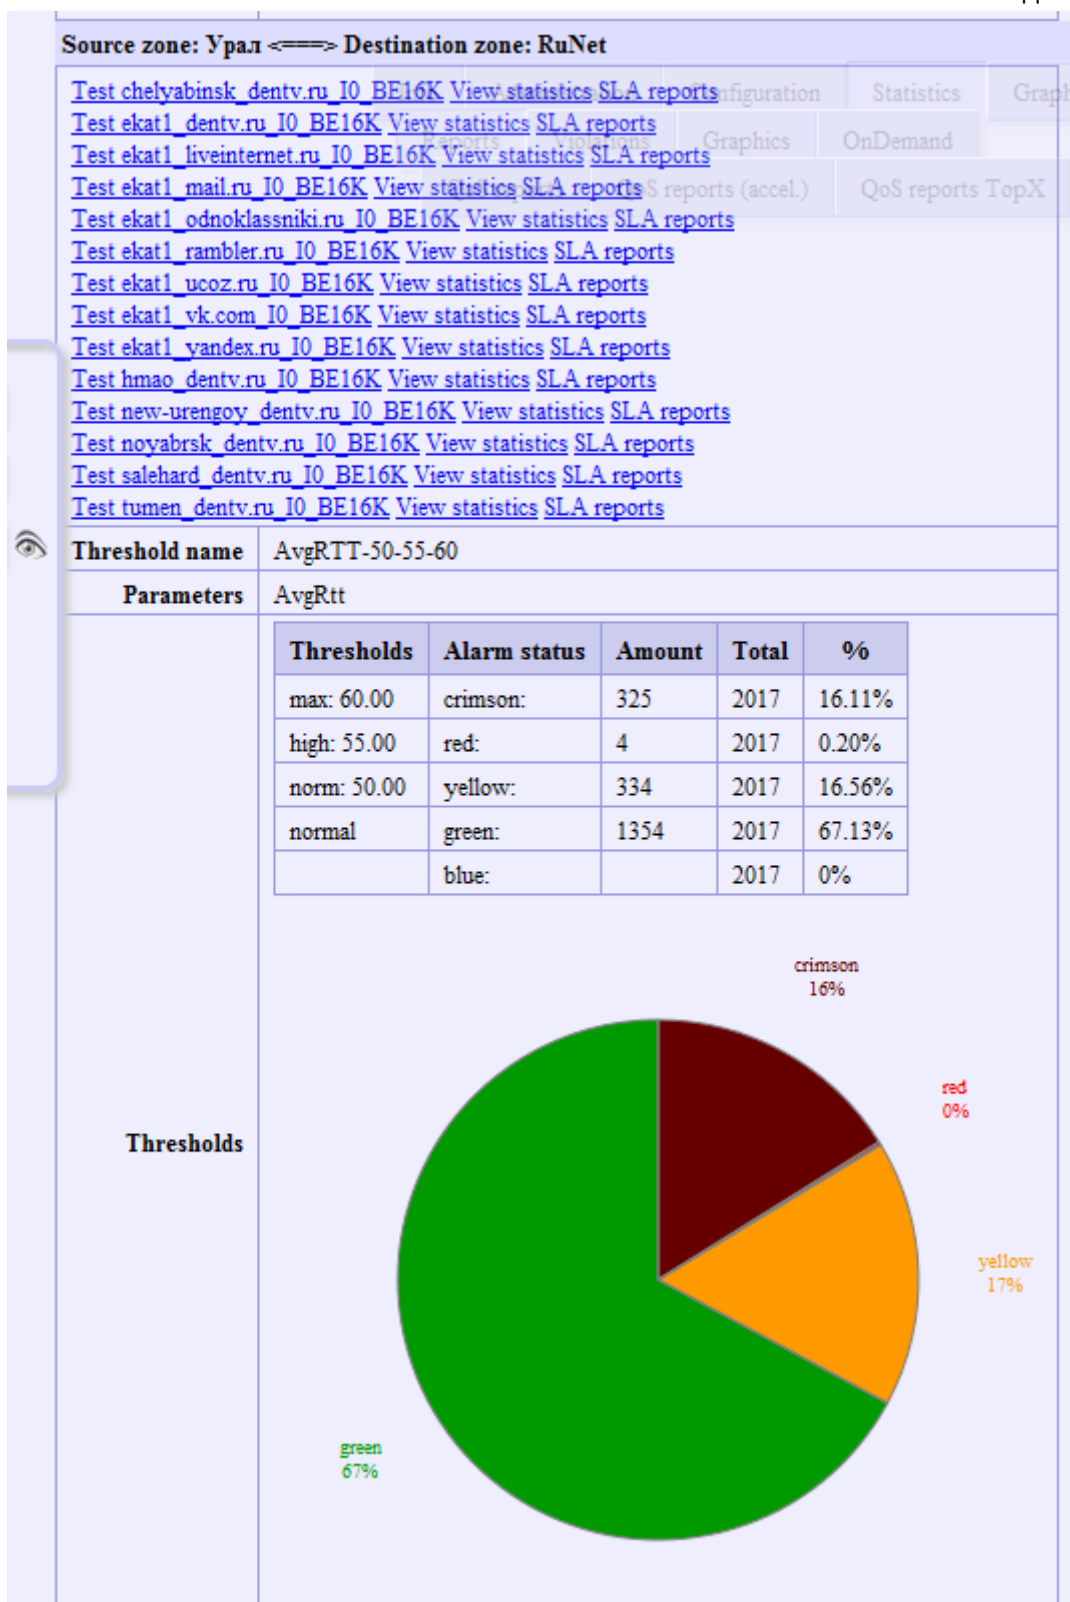 Source zone: Урал <===> Destination zone: RuNet
Test chelyabinsk_dentv.ru_I0_BE16K View statistics SLA reports
Test ekat1_dentv.ru_I0_BE16K View statistics SLA reports
Test ekat1_liveinternet.ru_I0_BE16K View statistics SLA reports
Test ekat1_mail.ru_I0_BE16K View statistics SLA reports
Test ekat1_odnoklassniki.ru_I0_BE16K View statistics SLA reports
Test ekat1_rambler.ru_I0_BE16K View statistics SLA reports
Test ekat1_ucoz.ru_I0_BE16K View statistics SLA reports
Test ekat1_vk.com_I0_BE16K View statistics SLA reports
Test ekat1_yandex.ru_I0_BE16K View statistics SLA reports
Test hmao_dentv.ru_I0_BE16K View statistics SLA reports
Test new-urengoy_dentv.ru_I0_BE16K View statistics SLA reports
Test noyabrsk_dentv.ru_I0_BE16K View statistics SLA reports
Test salehard_dentv.ru_I0_BE16K View statistics SLA reports
Test tumen_dentv.ru_I0_BE16K View statistics SLA reports
Configuration Statistics Graph
Reports Violations Graphics OnDemand
QoS reports (accel.) QoS reports TopX
Threshold name AvgRTT-50-55-60
Parameters AvgRtt
Thresholds Alarm status Amount Total %
max: 60.00 crimson: 325 2017 16.11%
high: 55.00 red: 4 2017 0.20%
norm: 50.00 yellow: 334 2017 16.56%
normal green: 1354 2017 67.13%
blue: 2017 0%
crimson
16%
red
0%
Thresholds
yellow
17%
green
67%